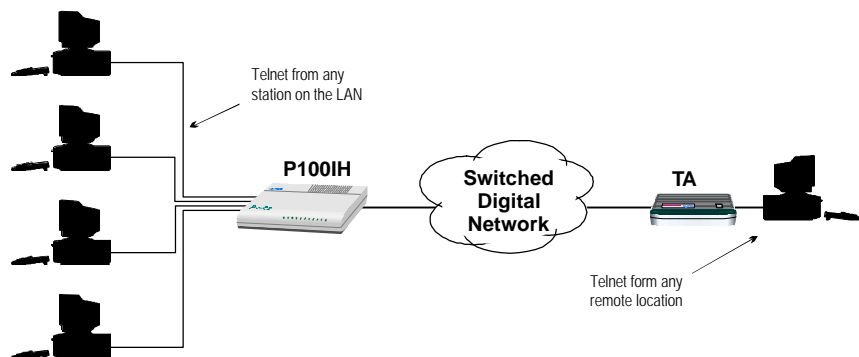 Telnet from any
station on the LAN
P100IH
Switched
Digital
Network
TA
Telnet form any
remote location